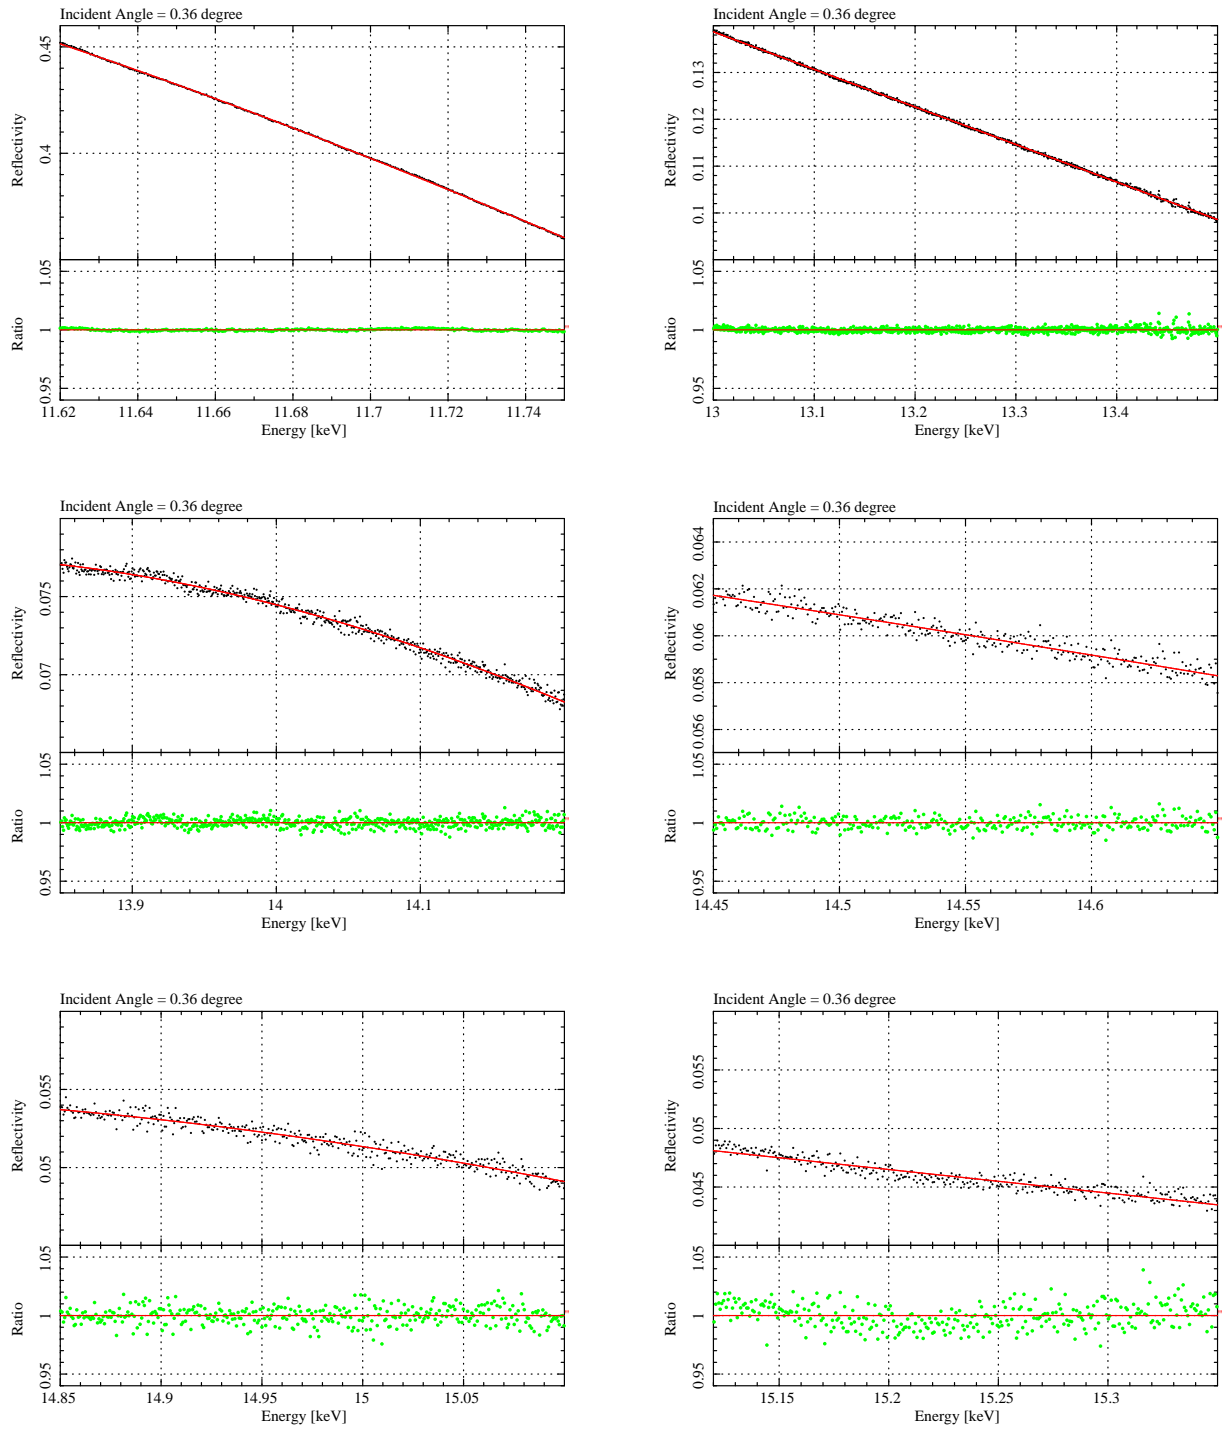 Incident Angle = 0.36 degree
Reflectivity
0.45
0.4
Ratio
1.05
1
0.95
11.62 11.64 11.66 11.68 11.7 11.72 11.74
Energy [keV]
Incident Angle = 0.36 degree
Reflectivity
0.13
0.12
0.11
0.1
Ratio
1.05
1
0.95
13 13.1 13.2 13.3 13.4
Energy [keV]
Incident Angle = 0.36 degree
Reflectivity
0.075
0.07
Ratio
1.05
1
0.95
13.9 14 14.1
Energy [keV]
Incident Angle = 0.36 degree
Reflectivity
0.064
0.062
0.06
0.058
0.056
Ratio
1.05
1
0.95
14.45 14.5 14.55 14.6
Energy [keV]
Incident Angle = 0.36 degree
Reflectivity
0.055
0.05
Ratio
1.05
1
0.95
14.85 14.9 14.95 15 15.05
Energy [keV]
Incident Angle = 0.36 degree
Reflectivity
0.055
0.05
0.045
Ratio
1.05
1
0.95
15.15 15.2 15.25 15.3
Energy [keV]